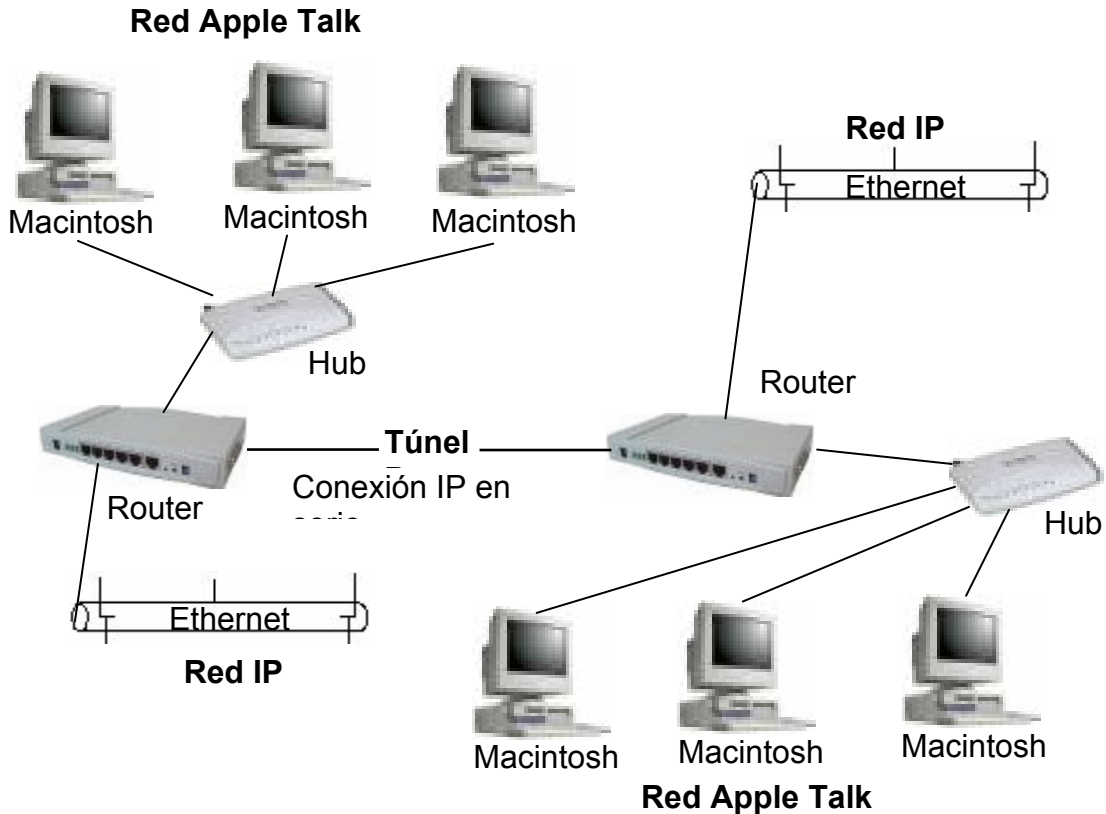 Red Apple Talk
Red IP
Ethernet
Macintosh
Macintosh
Macintosh
Hub
Router
Túnel
Conexión IP en
Router
Hub
Ethernet
Red IP
Macintosh
Macintosh
Macintosh
Red Apple Talk